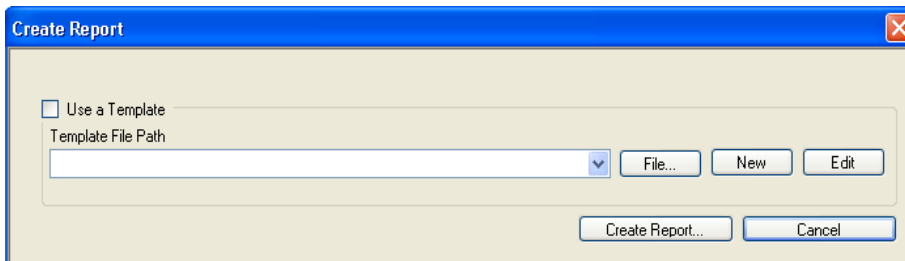 Create Report
Use a Template
Template File Path
File... New Edit
Create Report... Cancel